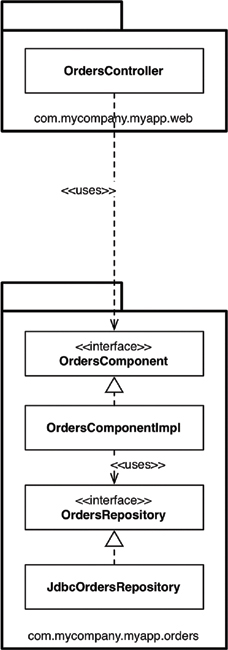 OrdersController
com.mycompany.myapp.web
<<uses>>
<<interface>>
OrdersComponent
OrdersComponentImpl
<<uses>>
<<interface>>
OrdersRepository
JdbcOrdersRepository
com.mycompany.myapp.orders